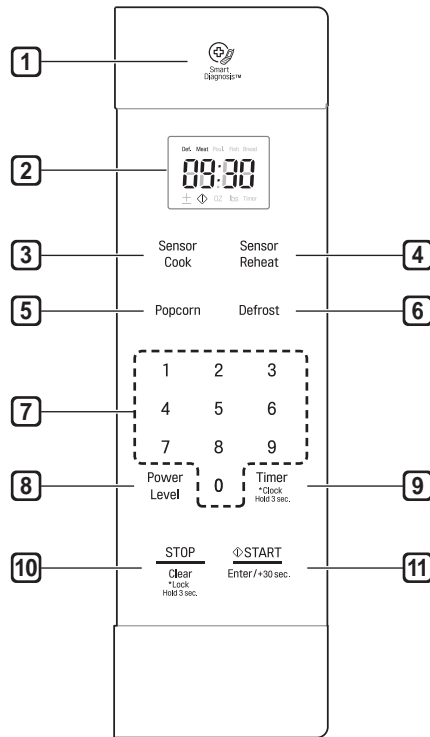 1
Smart
Diagnosis™
2
Def. Meat Poul. Fish Bread
09:30
OZ lbs Timer
3
Sensor
Cook
Sensor
Reheat
4
5
Popcorn
Defrost
6
7
1 2 3
4 5 6
7 8 9
8
Power
Level
0
Timer
*Clock
Hold 3 sec.
9
10
STOP
Clear
*Lock
Hold 3 sec.
START
Enter/+30 sec.
11